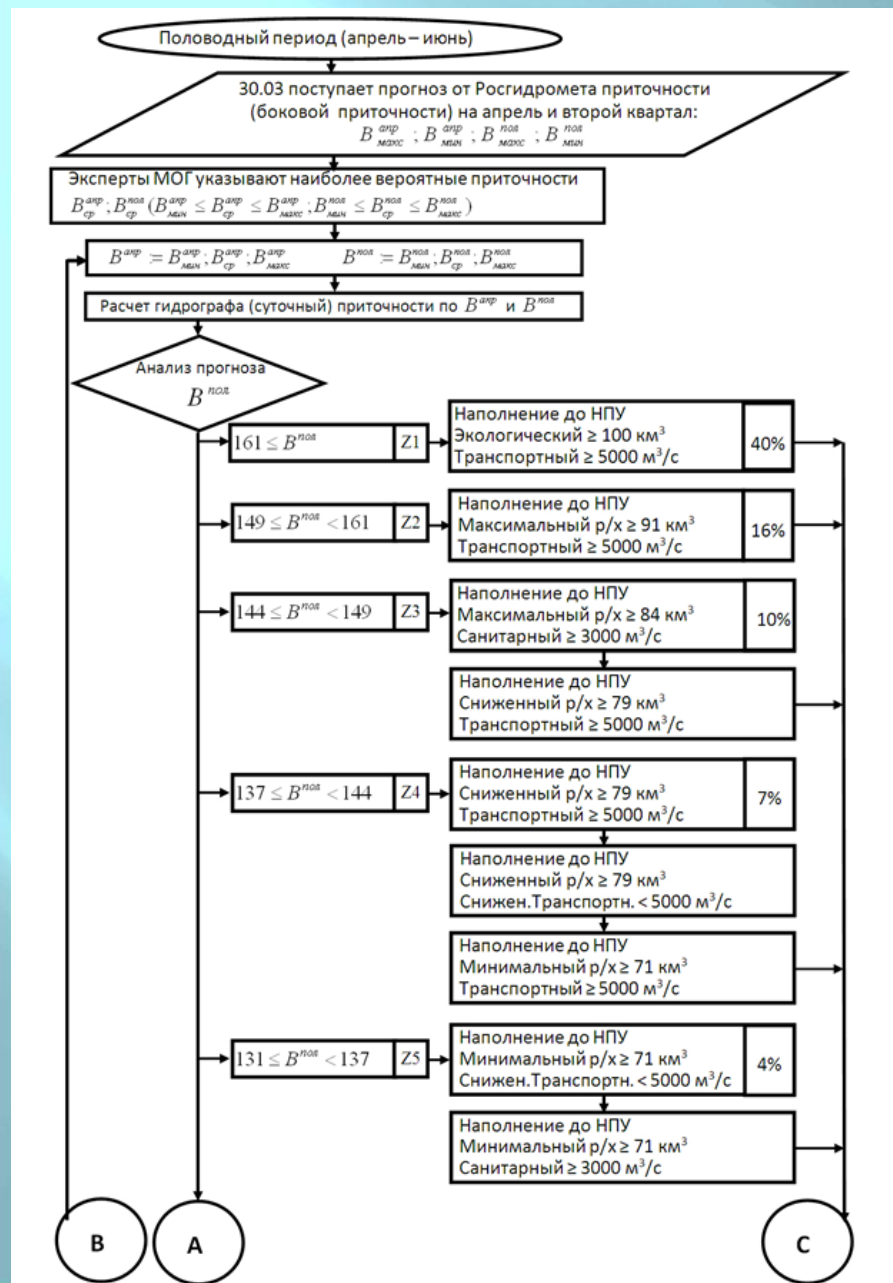 Половодный период (апрель – июнь)
30.03 поступает прогноз от Росгидромета приточности
(боковой приточности) на апрель и второй квартал:
B^{апр}_{макс} ; B^{апр}_{мин} ; B^{пол}_{макс} ; B^{пол}_{мин}
Эксперты МОГ указывают наиболее вероятные приточности
B^{апр}_{ср} ; B^{пол}_{ср} (B^{апр}_{мин} ≤ B^{апр}_{ср} ≤ B^{апр}_{макс} ; B^{пол}_{мин} ≤ B^{пол}_{ср} ≤ B^{пол}_{макс})
B^{апр} := B^{апр}_{мин} ; B^{апр}_{ср} ; B^{апр}_{макс} B^{пол} := B^{пол}_{мин} ; B^{пол}_{ср} ; B^{пол}_{макс}
Расчет гидрографа (суточный) приточности по B^{апр} и B^{пол}
Анализ прогноза
B^{пол}
161 ≤ B^{пол} Z1
Наполнение до НПУ
Экологический ≥ 100 км³
Транспортный ≥ 5000 м³/с
40%
149 ≤ B^{пол} < 161 Z2
Наполнение до НПУ
Максимальный р/х ≥ 91 км³
Транспортный ≥ 5000 м³/с
16%
144 ≤ B^{пол} < 149 Z3
Наполнение до НПУ
Максимальный р/х ≥ 84 км³
Санитарный ≥ 3000 м³/с
10%
Наполнение до НПУ
Сниженный р/х ≥ 79 км³
Транспортный ≥ 5000 м³/с
137 ≤ B^{пол} < 144 Z4
Наполнение до НПУ
Сниженный р/х ≥ 79 км³
Транспортный ≥ 5000 м³/с
7%
Наполнение до НПУ
Сниженный р/х ≥ 79 км³
Снижен.Транспортн. < 5000 м³/с
Наполнение до НПУ
Минимальный р/х ≥ 71 км³
Транспортный ≥ 5000 м³/с
131 ≤ B^{пол} < 137 Z5
Наполнение до НПУ
Минимальный р/х ≥ 71 км³
Снижен.Транспортн. < 5000 м³/с
4%
Наполнение до НПУ
Минимальный р/х ≥ 71 км³
Санитарный ≥ 3000 м³/с
B A C